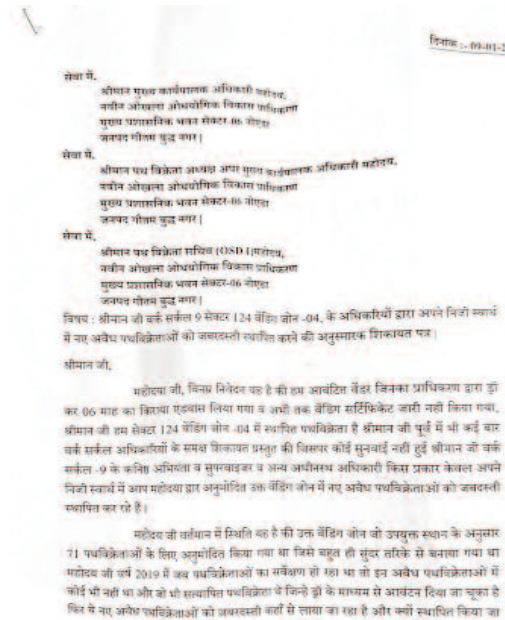 दिनांक :- 09-01-
सेवा में,
श्रीमान मुख्य कार्यपालक अधिकारी महोदय,
नवीन ओखला ओधयोगिक विकास प्राधिकरण
मुख्य प्रशासनिक भवन सेक्टर-06 नोएडा
जनपद गौतम बुद्ध नगर|
सेवा में,
श्रीमान पथ विक्रेता अध्यक्ष अपर मुख्य कार्यपालक अधिकारी महोदय,
नवीन ओखला ओधयोगिक विकास प्राधिकरण
मुख्य प्रशासनिक भवन सेक्टर-06 नोएडा
जनपद गौतम बुद्ध नगर|
सेवा में,
श्रीमान पथ विक्रेता सचिव (OSD I)महोदय,
नवीन ओखला ओधयोगिक विकास प्राधिकरण
मुख्य प्रशासनिक भवन सेक्टर-06 नोएडा
जनपद गौतम बुद्ध नगर|
विषय : श्रीमान जी वर्क सर्कल 9 सेक्टर 124 वेंडिंग जोन -04, के अधिकारियों द्वारा अपने निजी स्वार्थ
में नए अवैध पथविक्रेताओं को जबरदस्ती स्थापित करने की अनुस्मारक शिकायत पत्र|
श्रीमान जी,
महोदया जी, विनम्र निवेदन यह है की हम आवंटित वेंडर जिनका प्राधिकरण द्वारा ड्रॉ
कर 06 माह का किराया एडवांस लिया गया व अभी तक वेंडिंग सर्टिफिकेट जारी नही किया गया,
श्रीमान जी हम सेक्टर 124 वेंडिंग जोन -04 में स्थापित पथविक्रेता है श्रीमान जी पूर्व में भी कई बार
वर्क सर्कल अधिकारियों के समक्ष शिकायत प्रस्तुत की जिसपर कोई सुनवाई नही हुई श्रीमान जी वर्क
सर्कल -9 के कनिष्ठ अभियंता व सुपरवाइजर व अन्य अधीनस्थ अधिकारी किस प्रकार केवल अपने
निजी स्वार्थ में आप महोदया द्वार अनुमोदित उक्त वेंडिंग जोन में नए अवैध पथविक्रेताओं को जबरदस्ती
स्थापित कर रहे है|
महोदय जी वर्तमान में स्थिति यह है की उक्त वेंडिंग जोन जो उपयुक्त स्थान के अनुसार
71 पथविक्रेताओं के लिए अनुमोदित किया गया था जिसे बहुत ही सुंदर तरिके से बनाया गया था
महोदय जी वर्ष 2019 में जब पथविक्रेताओं का सर्वेक्षण हो रहा था तो इन अवैध पथविक्रेताओं में
कोई भी नही था और जो भी सत्यापित पथविक्रेता थे जिन्हे ड्रॉ के माध्यम से आवंटन दिया जा चूका है
फिर ये नए अवैध पथविक्रेताओं को जबरदस्ती कहाँ से लाया जा रहा है और क्यों स्थापित किया जा